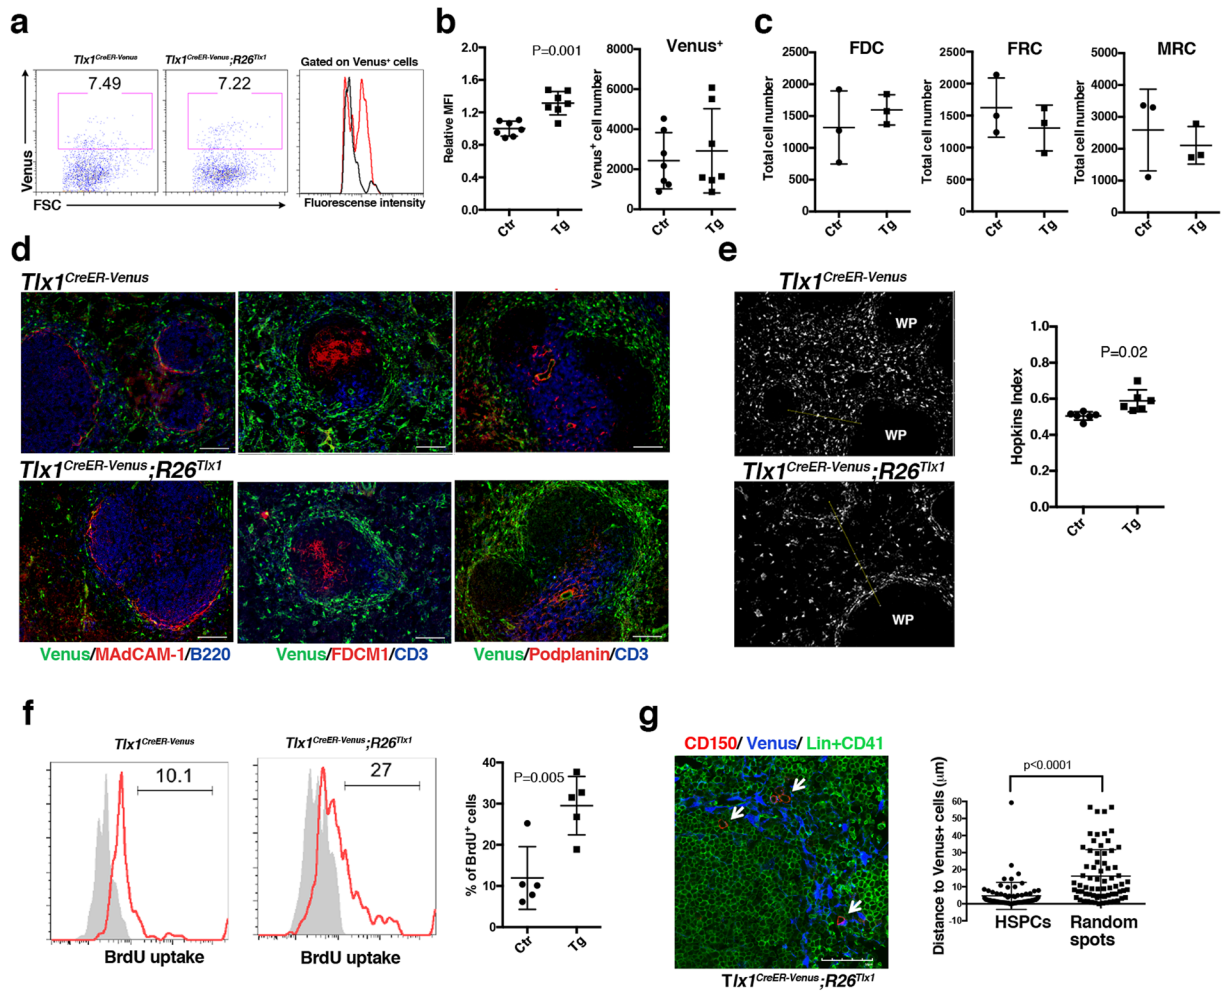 a
Tlx1CreER-Venus
Tlx1CreER-Venus;R26Tlx1
Gated on Venus+ cells
7.49
7.22
Venus
FSC
Fluorescense intensity
b
P=0.001
Relative MFI
2.0
1.6
1.2
0.8
0.4
0.0
Ctr
Tg
Venus+
Venus+ cell number
8000
6000
4000
2000
0
Ctr
Tg
c
FDC
Total cell number
2500
2000
1500
1000
500
0
Ctr
Tg
FRC
Total cell number
2500
2000
1500
1000
500
0
Ctr
Tg
MRC
Total cell number
5000
4000
3000
2000
1000
0
Ctr
Tg
d
Tlx1CreER-Venus
Tlx1CreER-Venus;R26Tlx1
Venus/MAdCAM-1/B220
Venus/FDCM1/CD3
Venus/Podplanin/CD3
e
Tlx1CreER-Venus
WP
WP
Tlx1CreER-Venus;R26Tlx1
WP
Hopkins Index
1.0
0.8
0.6
0.4
0.2
0.0
P=0.02
Ctr
Tg
f
Tlx1CreER-Venus
10.1
BrdU uptake
Tlx1CreER-Venus;R26Tlx1
27
BrdU uptake
% of BrdU+ cells
40
30
20
10
0
P=0.005
Ctr
Tg
g
CD150/ Venus/ Lin+CD41
Tlx1CreER-Venus;R26Tlx1
Distance to Venus+ cells (μm)
p<0.0001
60
50
40
30
20
10
0
-10
HSPCs
Random
spots